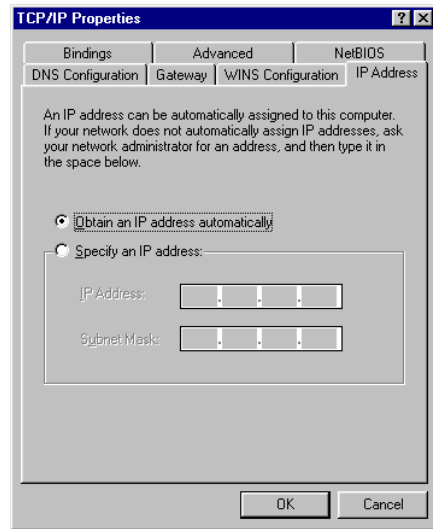 TCP/IP Properties
Bindings Advanced NetBIOS
DNS Configuration Gateway WINS Configuration IP Address
An IP address can be automatically assigned to this computer.
If your network does not automatically assign IP addresses, ask
your network administrator for an address, and then type it in
the space below.
Obtain an IP address automatically
Specify an IP address:
IP Address:
. . .
Subnet Mask:
. . .
OK Cancel